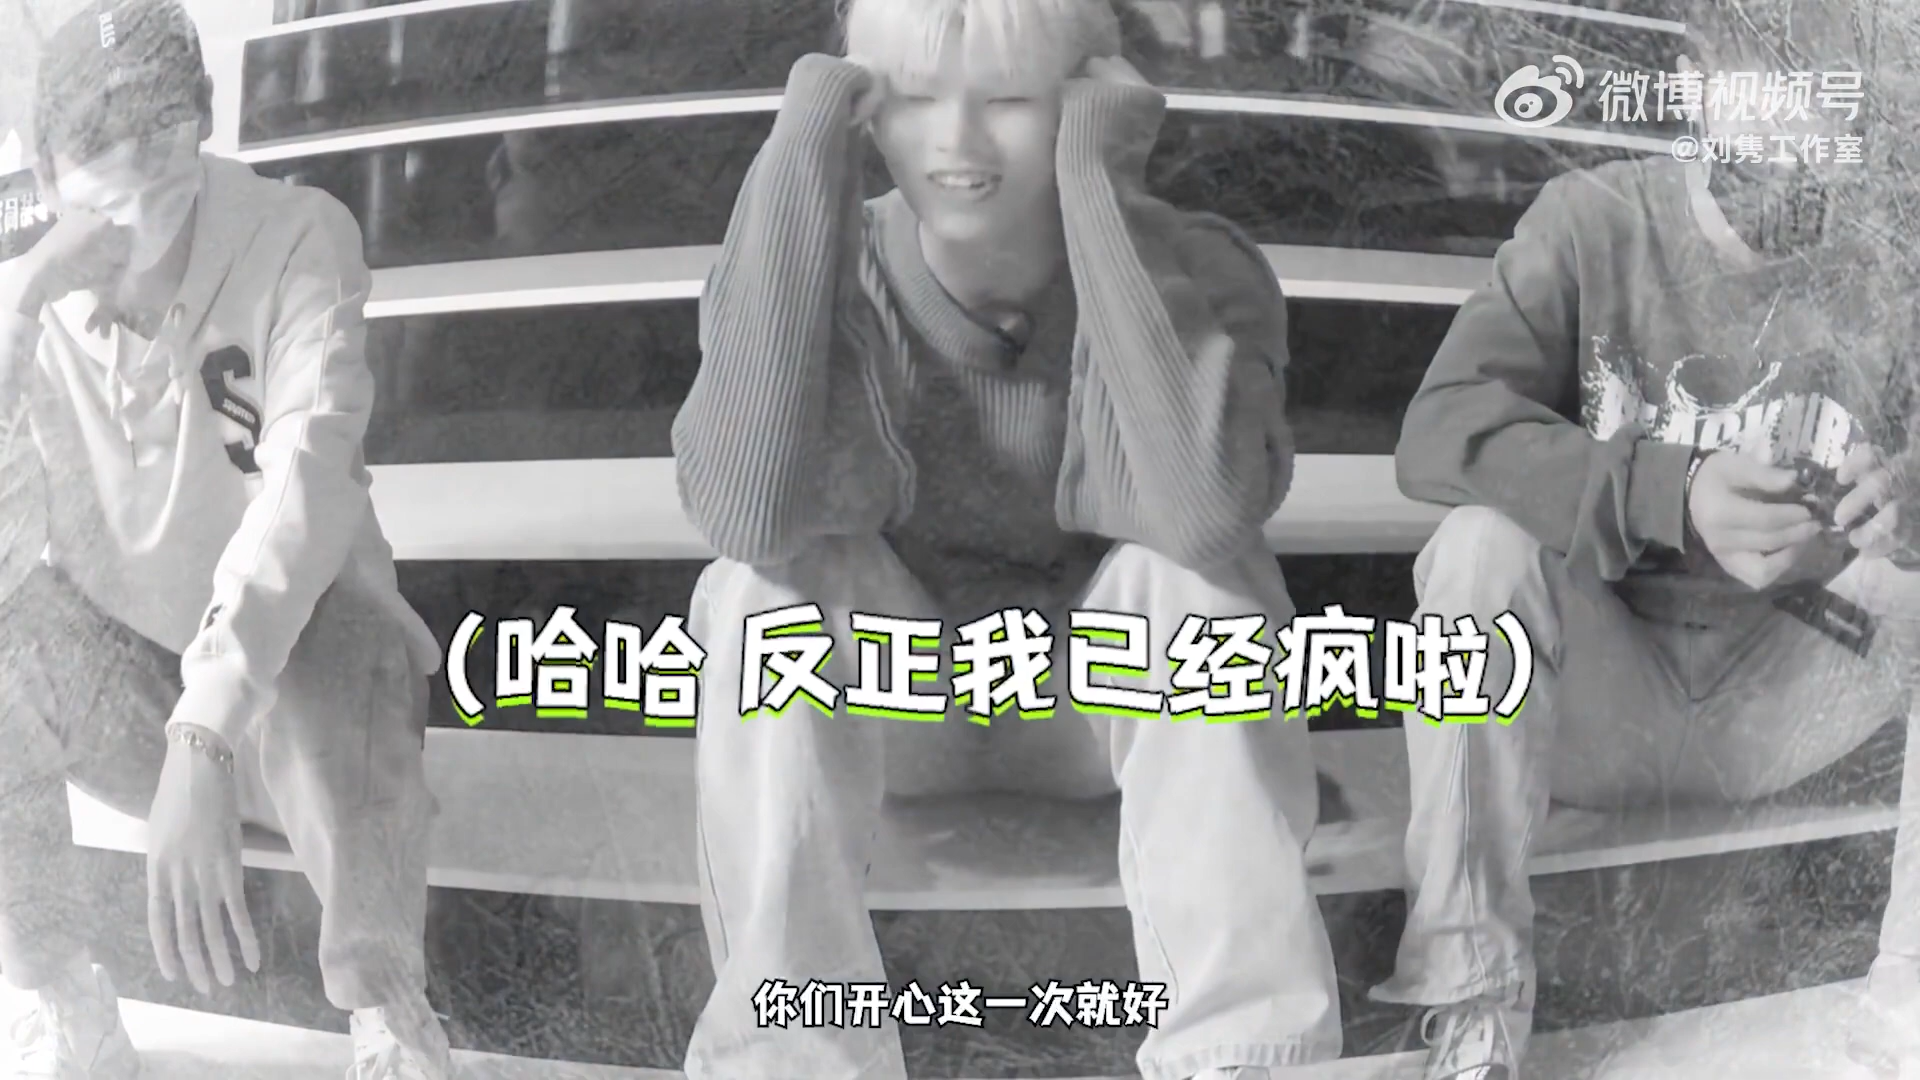 微博视频号
@刘隽工作室
S
(哈哈 反正我已经疯啦)
你们开心这一次就好